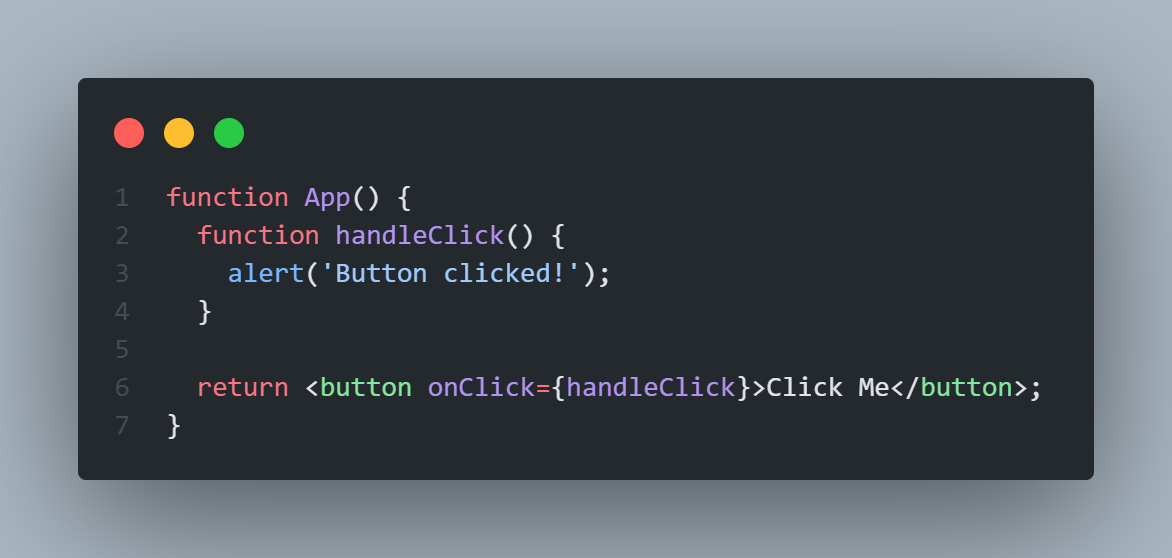 1 function App() {
2   function handleClick() {
3     alert('Button clicked!');
4   }
5
6   return <button onClick={handleClick}>Click Me</button>;
7 }